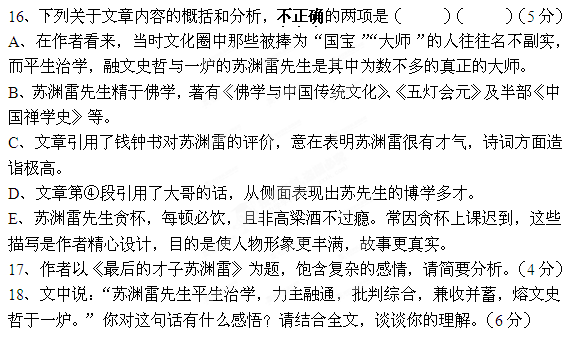 16、下列关于文章内容的概括和分析，不正确的两项是（　　）（　　）（5分）
A、在作者看来，当时文化圈中那些被捧为“国宝”“大师”的人往往名不副实，
而平生治学，融文史哲与一炉的苏渊雷先生是其中为数不多的真正的大师。
B、苏渊雷先生精于佛学，著有《佛学与中国传统文化》、《五灯会元》及半部《中
国禅学史》等。
C、文章引用了钱钟书对苏渊雷的评价，意在表明苏渊雷很有才气，诗词方面造
诣极高。
D、文章第④段引用了大哥的话，从侧面表现出苏先生的博学多才。
E、苏渊雷先生贪杯，每顿必饮，且非高梁酒不过瘾。常因贪杯上课迟到，这些
描写是作者精心设计，目的是使人物形象更半满，故事更真实。
17、作者以《最后的才子苏渊雷》为题，饱含复杂的感情，请简要分析。（4分）
18、文中说：“苏渊雷先生平生治学，力主融通，批判综合，兼收并蓄，熔文史
哲于一炉。”你对这句话有什么感悟？请结合全文，谈谈你的理解。（6分）